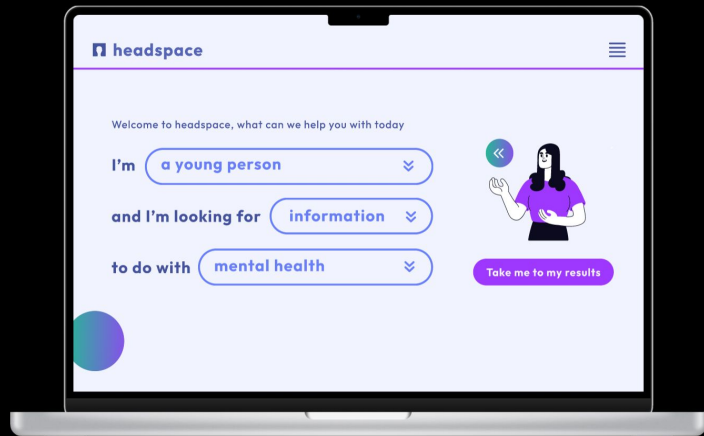 headspace
Welcome to headspace, what can we help you with today
I'm a young person
and I'm looking for information
to do with mental health
Take me to my results